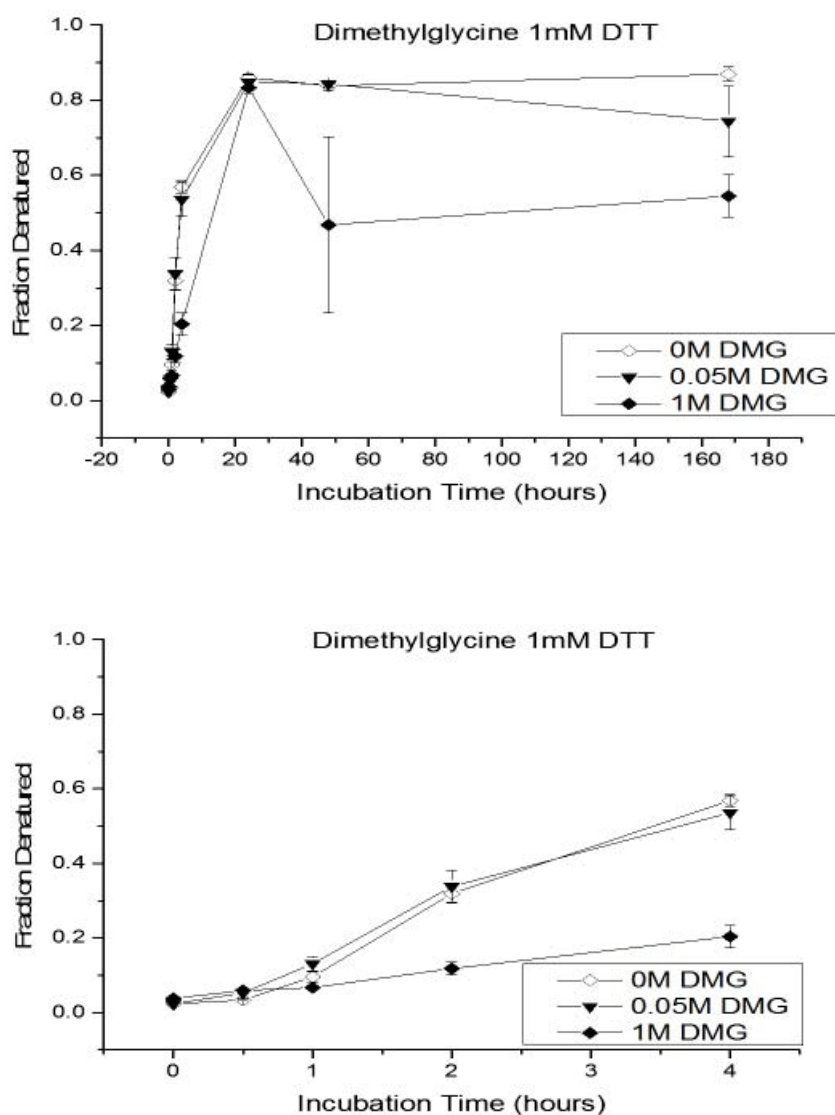 Dimethylglycine 1mM DTT
1.0
0.8
0.6
0.4
0.2
0.0
Fraction Denatured
0M DMG
0.05M DMG
1M DMG
-20 0 20 40 60 80 100 120 140 160 180
Incubation Time (hours)
Dimethylglycine 1mM DTT
1.0
0.8
0.6
0.4
0.2
0.0
Fraction Denatured
0M DMG
0.05M DMG
1M DMG
0 1 2 3 4
Incubation Time (hours)